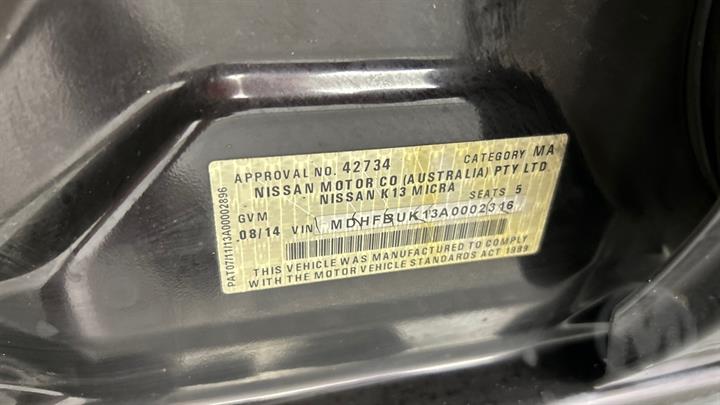 APPROVAL NO. 42734 CATEGORY MA
NISSAN MOTOR CO (AUSTRALIA) PTY LTD
NISSAN K13 MICRA
GVM SEATS 5
08/14 VIN MDHFBUK13A0002316
THIS VEHICLE WAS MANUFACTURED TO COMPLY
WITH THE MOTOR VEHICLE STANDARDS ACT 1989
PAT07/11/13A00002896
M